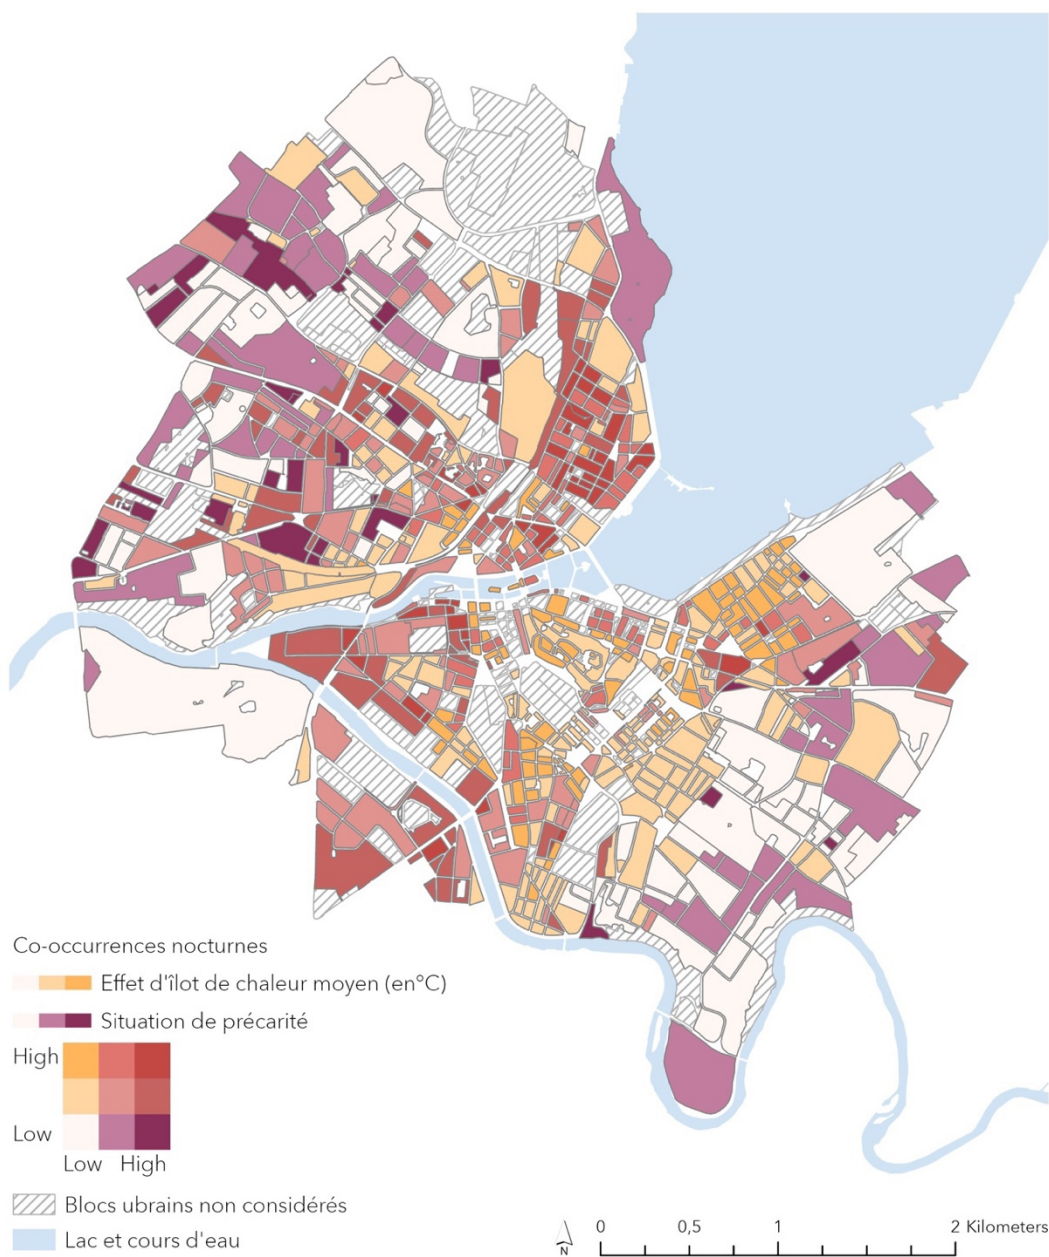 Co-occurrences nocturnes
Effet d'îlot de chaleur moyen (en°C)
Situation de précarité
High
Low
Low High
Blocs ubrains non considérés
Lac et cours d'eau
N
0 0,5 1 2 Kilometers